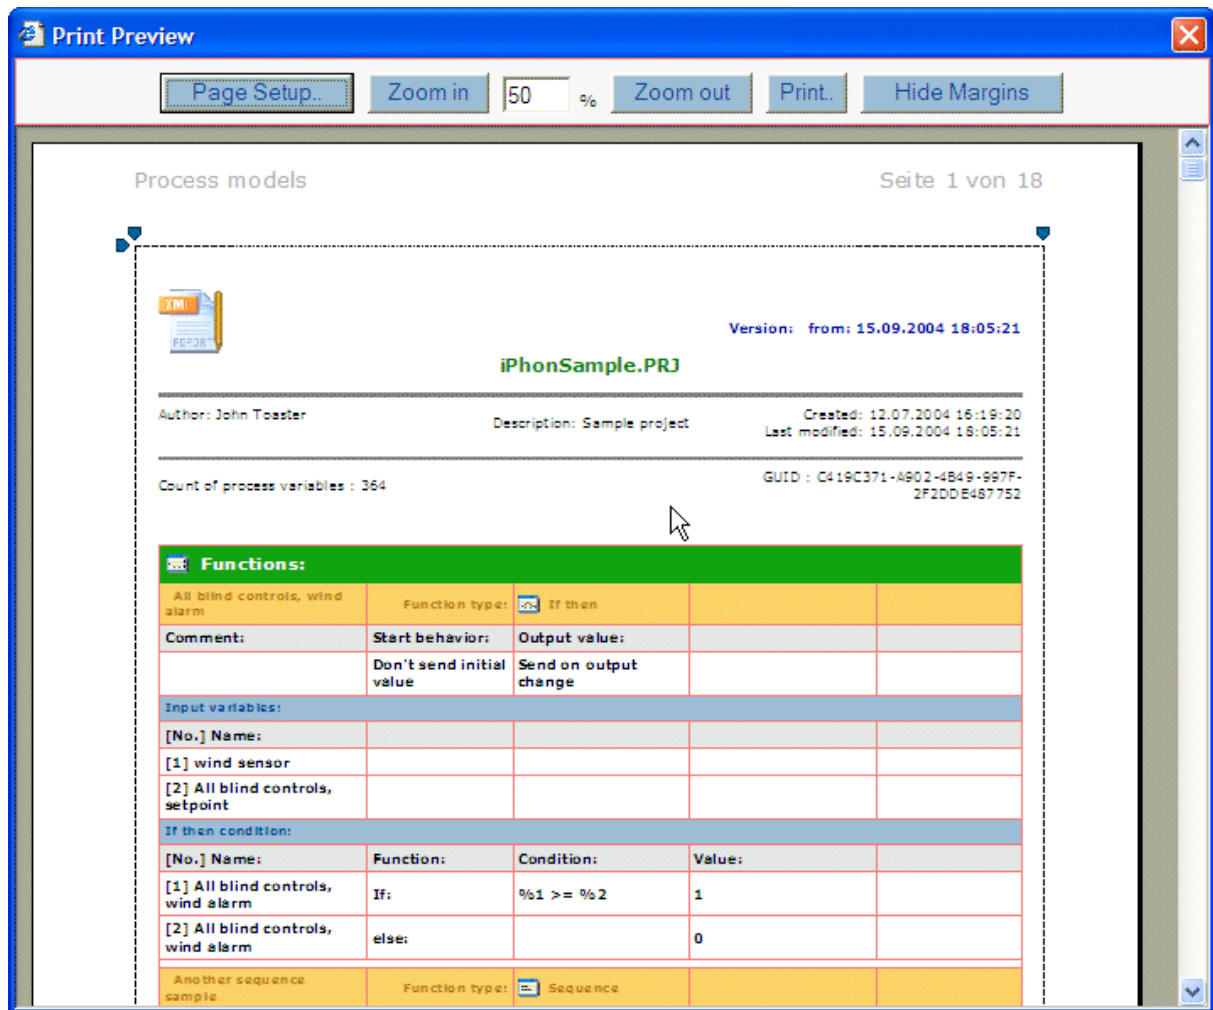 Print Preview
Page Setup.. Zoom in 50 % Zoom out Print.. Hide Margins
Process models Seite 1 von 18
XML
REPORT
Version: from: 15.09.2004 18:05:21
iPhonSample.PRJ
Author: John Toaster Description: Sample project Created: 12.07.2004 16:19:20
Last modified: 15.09.2004 18:05:21
Count of process variables : 364 GUID : C419C371-A902-4B49-997F-
2F2DDE487752
Functions:
All blind controls, wind
alarm Function type: If then
Comment: Start behavior: Output value:
Don't send initial Send on output
value change
Input variables:
[No.] Name:
[1] wind sensor
[2] All blind controls,
setpoint
If then condition:
[No.] Name: Function: Condition: Value:
[1] All blind controls,
wind alarm If: %1 >= %2 1
[2] All blind controls,
wind alarm else: 0
Another sequence
sample Function type: Sequence